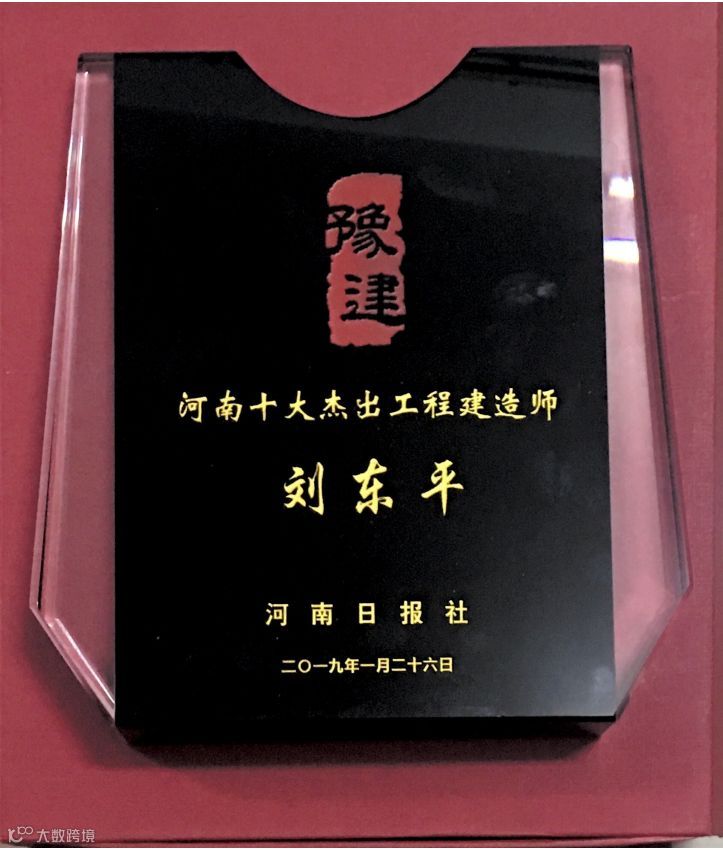 豫
建
河南十大杰出工程建造师
刘东平
河南日报社
二〇一九年一月二十六日
大数跨境